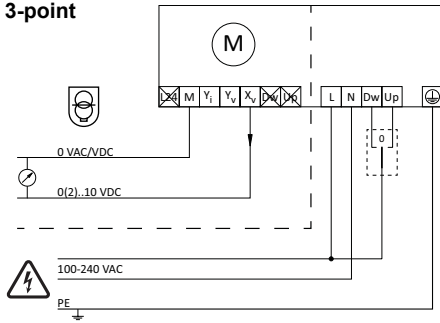 3-point
M
L24 M Yi Yv Xv Dw Up L N Dw Up
0
0 VAC/VDC
0(2)..10 VDC
100-240 VAC
PE